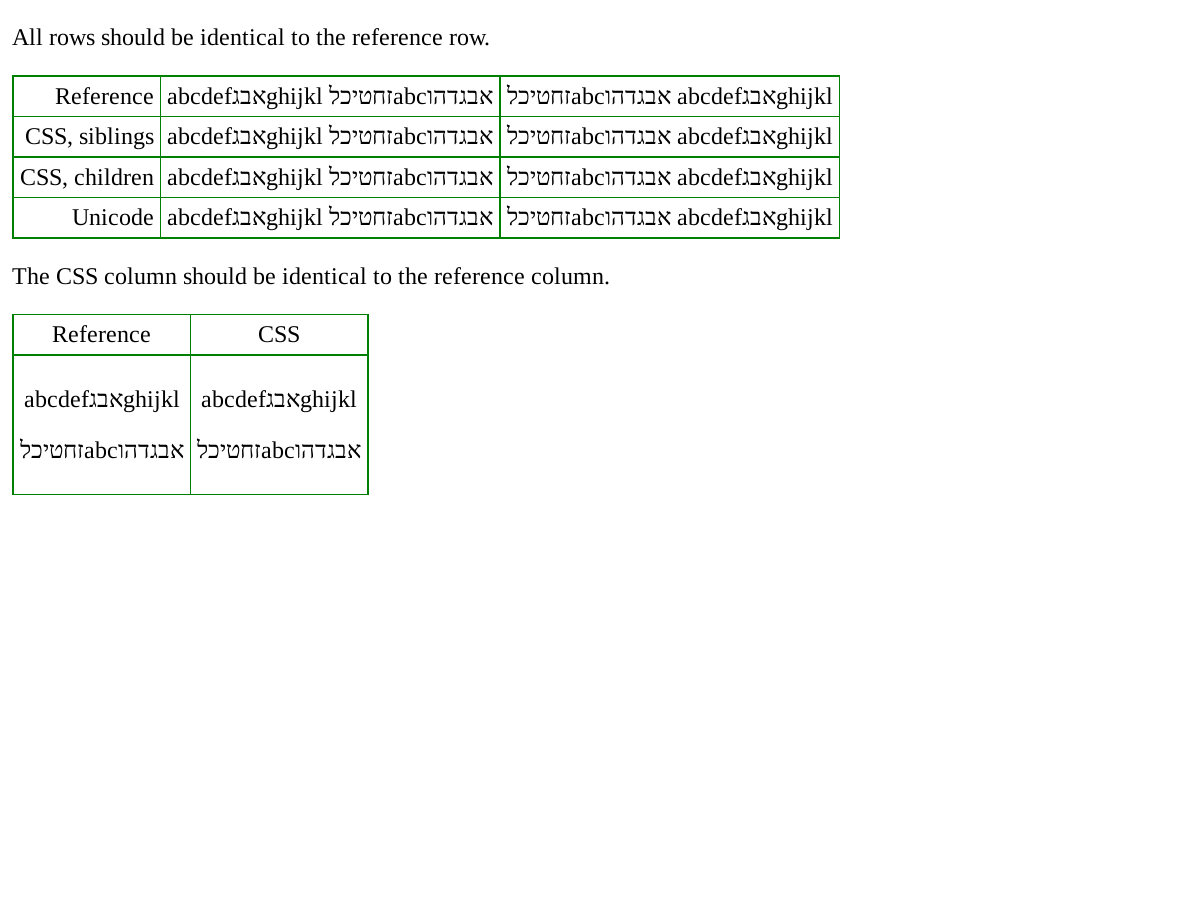 All rows should be identical to the reference row.
Reference abcdefאבגghijkl אבגדהוabcזחטיכל abcdefאבגghijkl אבגדהוabcזחטיכל
CSS, siblings abcdefאבגghijkl אבגדהוabcזחטיכל abcdefאבגghijkl אבגדהוabcזחטיכל
CSS, children abcdefאבגghijkl אבגדהוabcזחטיכל abcdefאבגghijkl אבגדהוabcזחטיכל
Unicode abcdefאבגghijkl אבגדהוabcזחטיכל abcdefאבגghijkl אבגדהוabcזחטיכל
The CSS column should be identical to the reference column.
Reference CSS
abcdefאבגghijkl abcdefאבגghijkl
אבגדהוabcזחטיכל אבגדהוabcזחטיכל